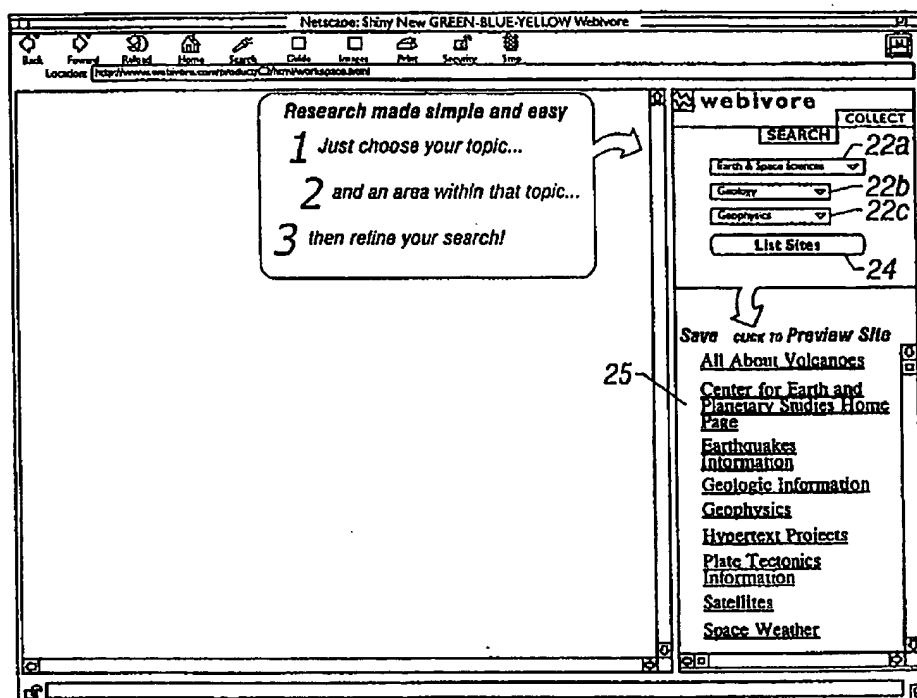 Netscape: Shiny New GREEN-BLUE-YELLOW Webivore
Back Forward Reload Home Search Guide Images Print Security Stop
Location:
Research made simple and easy
1 Just choose your topic...
2 and an area within that topic...
3 then refine your search!
webivore
COLLECT
SEARCH
22a
Earth & Space Sciences
Geology
22b
Geophysics
22c
List Sites
24
Save CLICK TO Preview Site
25
All About Volcanoes
Center for Earth and
Planetary Studies Home
Page
Earthquakes
Information
Geologic Information
Geophysics
Hypertext Projects
Plate Tectonics
Information
Satellites
Space Weather